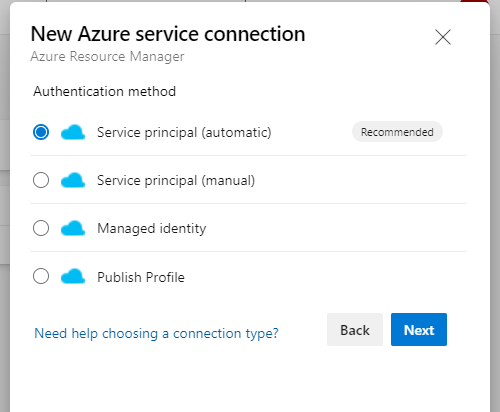 New Azure service connection
Azure Resource Manager
Authentication method
Service principal (automatic) Recommended
Service principal (manual)
Managed identity
Publish Profile
Need help choosing a connection type? Back Next